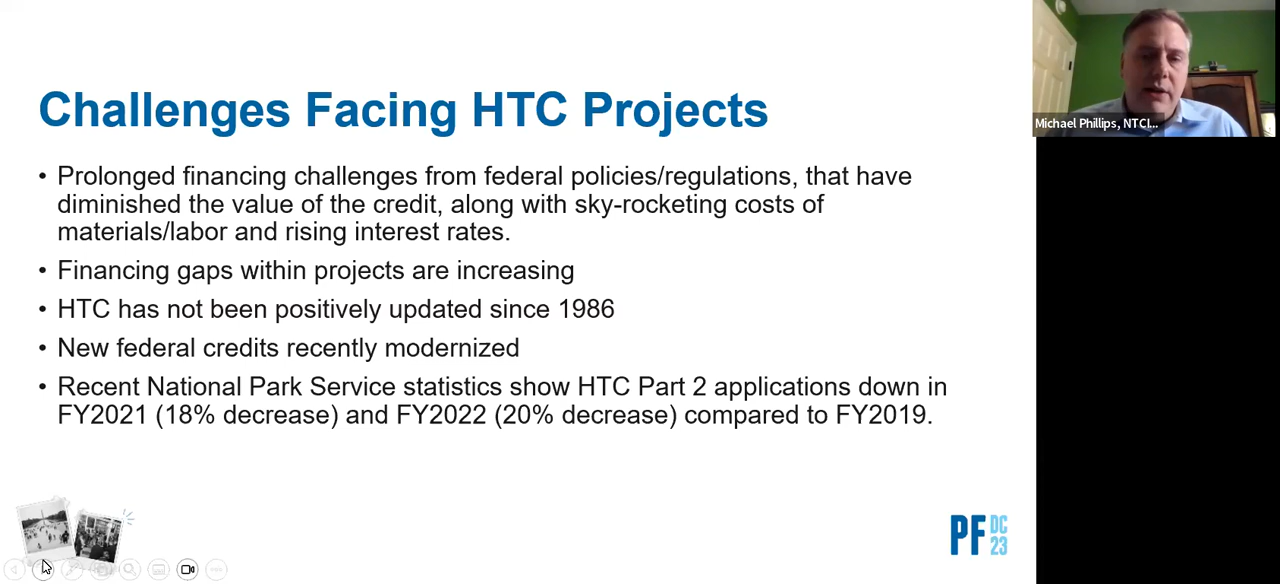 Challenges Facing HTC Projects
• Prolonged financing challenges from federal policies/regulations, that have
diminished the value of the credit, along with sky-rocketing costs of
materials/labor and rising interest rates.
• Financing gaps within projects are increasing
• HTC has not been positively updated since 1986
• New federal credits recently modernized
• Recent National Park Service statistics show HTC Part 2 applications down in
FY2021 (18% decrease) and FY2022 (20% decrease) compared to FY2019.
Michael Phillips, NTCI...
PF DC
23